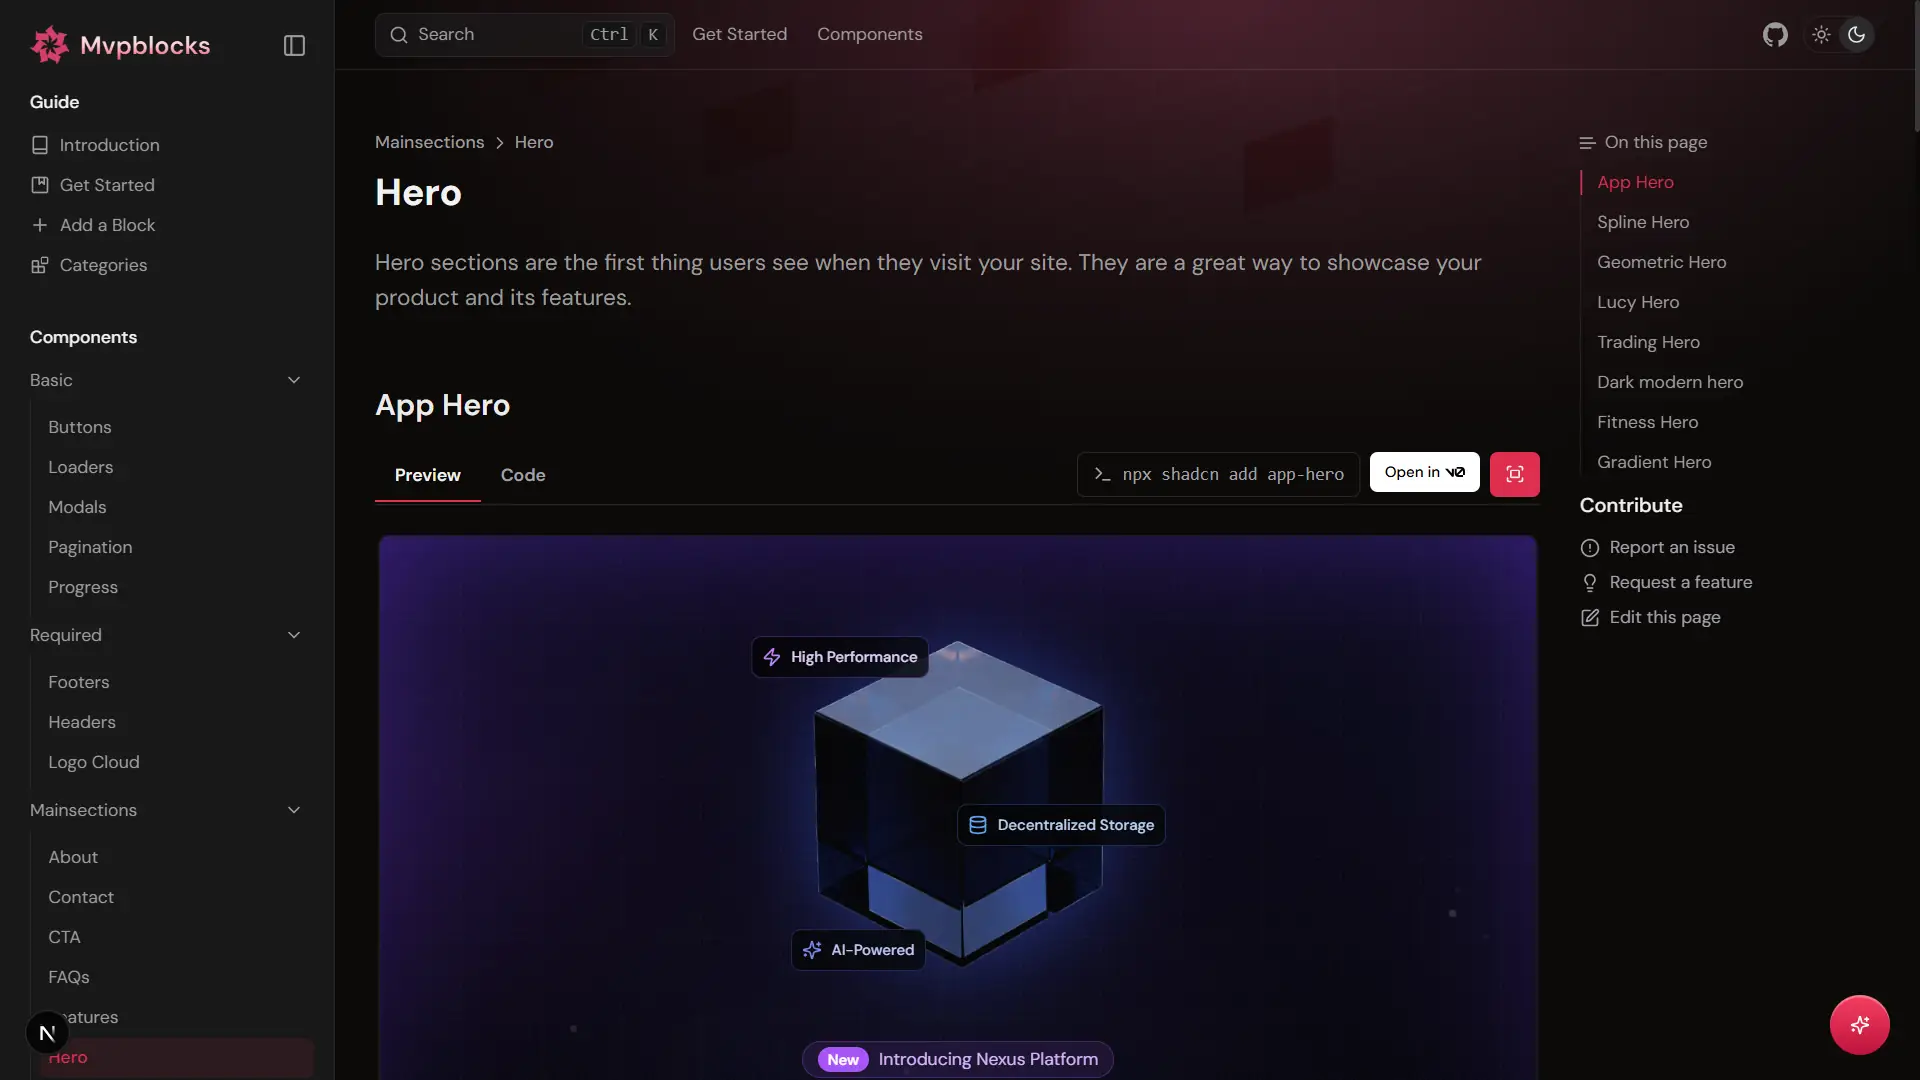 Mvpblocks
Guide
Introduction
Get Started
Add a Block
Categories
Components
Basic
Buttons
Loaders
Modals
Pagination
Progress
Required
Footers
Headers
Logo Cloud
Mainsections
About
Contact
CTA
FAQs
eatures
N
Hero
Search
Ctrl K
Get Started
Components
Mainsections > Hero
Hero
Hero sections are the first thing users see when they visit your site. They are a great way to showcase your
product and its features.
App Hero
Preview
Code
>_ npx shadcn add app-hero
Open in v0
High Performance
Decentralized Storage
AI-Powered
New Introducing Nexus Platform
On this page
App Hero
Spline Hero
Geometric Hero
Lucy Hero
Trading Hero
Dark modern hero
Fitness Hero
Gradient Hero
Contribute
Report an issue
Request a feature
Edit this page